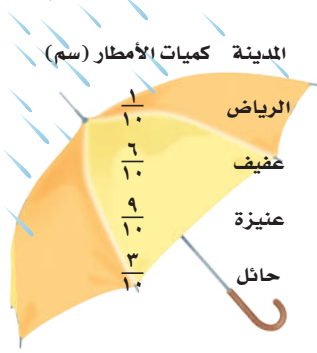 المدينة كميات الأمطار (سم)
الرياض ١/١٠
عفيف ٦/١٠
عنيزة ٩/١٠
حائل ٣/١٠